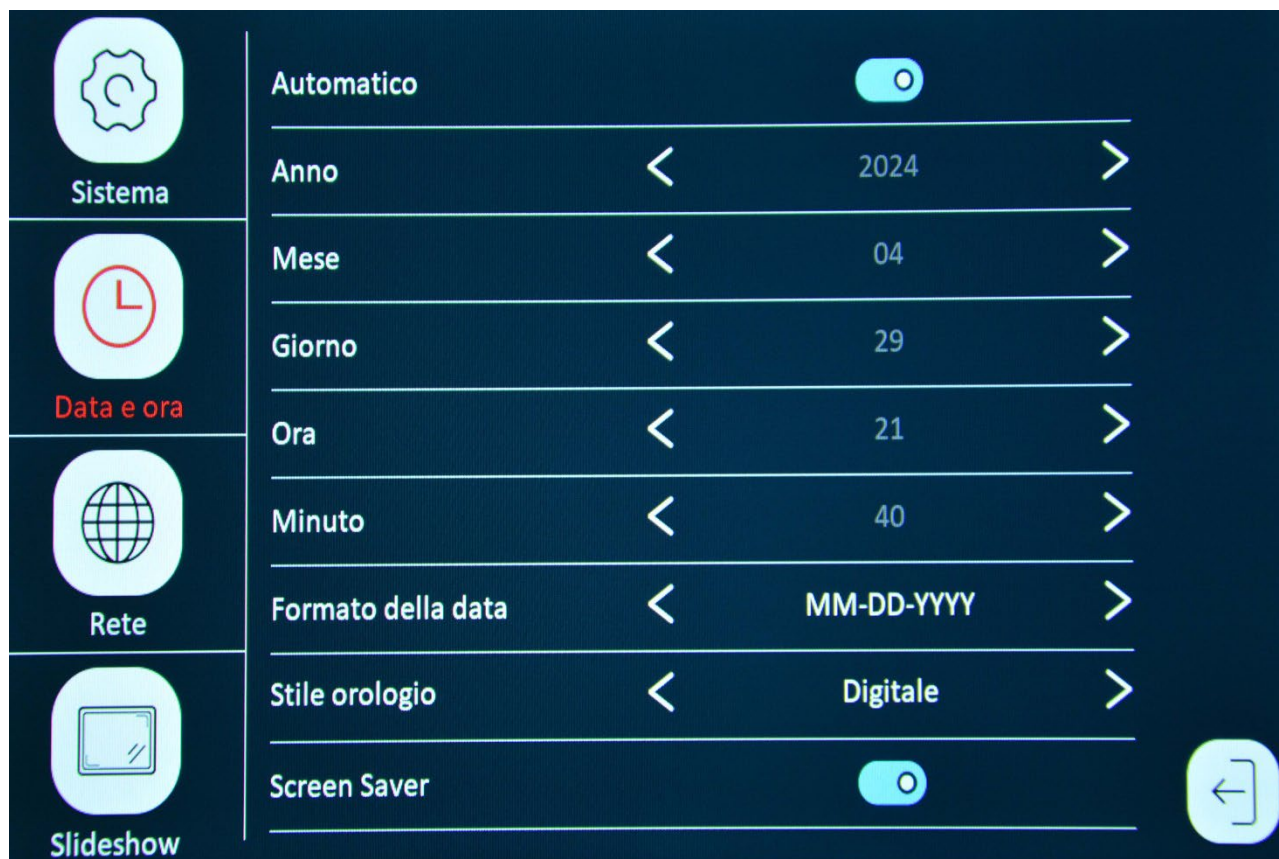 Sistema
Data e ora
Rete
Slideshow
Automatico
Anno 2024
Mese 04
Giorno 29
Ora 21
Minuto 40
Formato della data MM-DD-YYYY
Stile orologio Digitale
Screen Saver